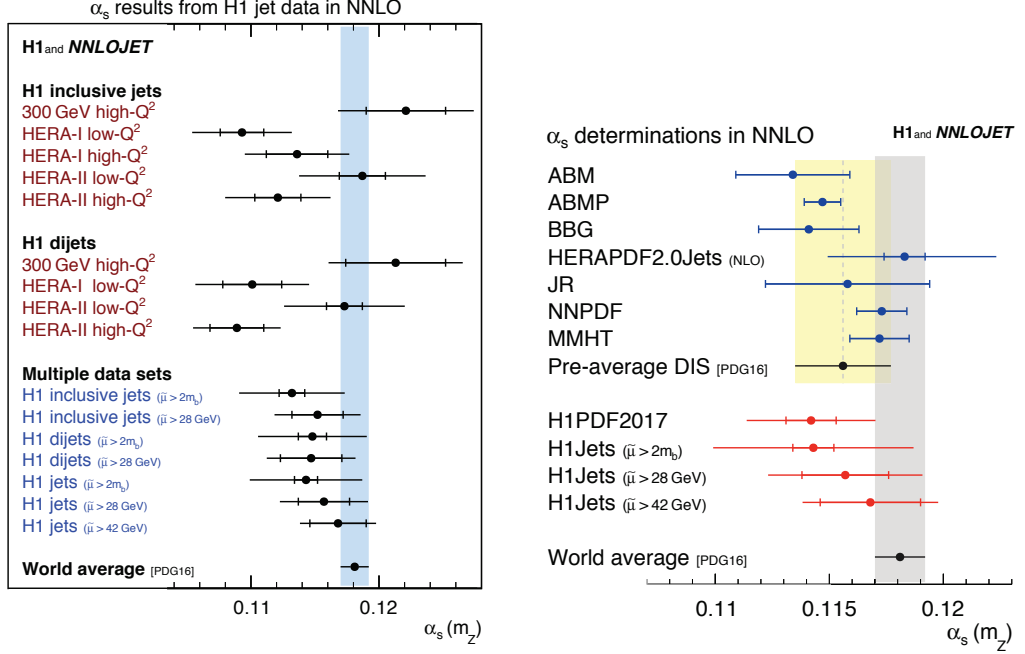 αs results from H1 jet data in NNLO
H1 and NNLOJET
H1 inclusive jets
300 GeV high-Q²
HERA-I low-Q²
HERA-I high-Q²
HERA-II low-Q²
HERA-II high-Q²
H1 dijets
300 GeV high-Q²
HERA-I low-Q²
HERA-II low-Q²
HERA-II high-Q²
Multiple data sets
H1 inclusive jets (μ̃ > 2m_b)
H1 inclusive jets (μ̃ > 28 GeV)
H1 dijets (μ̃ > 2m_b)
H1 dijets (μ̃ > 28 GeV)
H1 jets (μ̃ > 2m_b)
H1 jets (μ̃ > 28 GeV)
H1 jets (μ̃ > 42 GeV)
World average [PDG16]
0.11 0.12
αs (m_Z)
H1 and NNLOJET
αs determinations in NNLO
ABM
ABMP
BBG
HERAPDF2.0Jets (NLO)
JR
NNPDF
MMHT
Pre-average DIS [PDG16]
H1PDF2017
H1Jets (μ̃ > 2m_b)
H1Jets (μ̃ > 28 GeV)
H1Jets (μ̃ > 42 GeV)
World average [PDG16]
0.11 0.115 0.12
αs (m_Z)